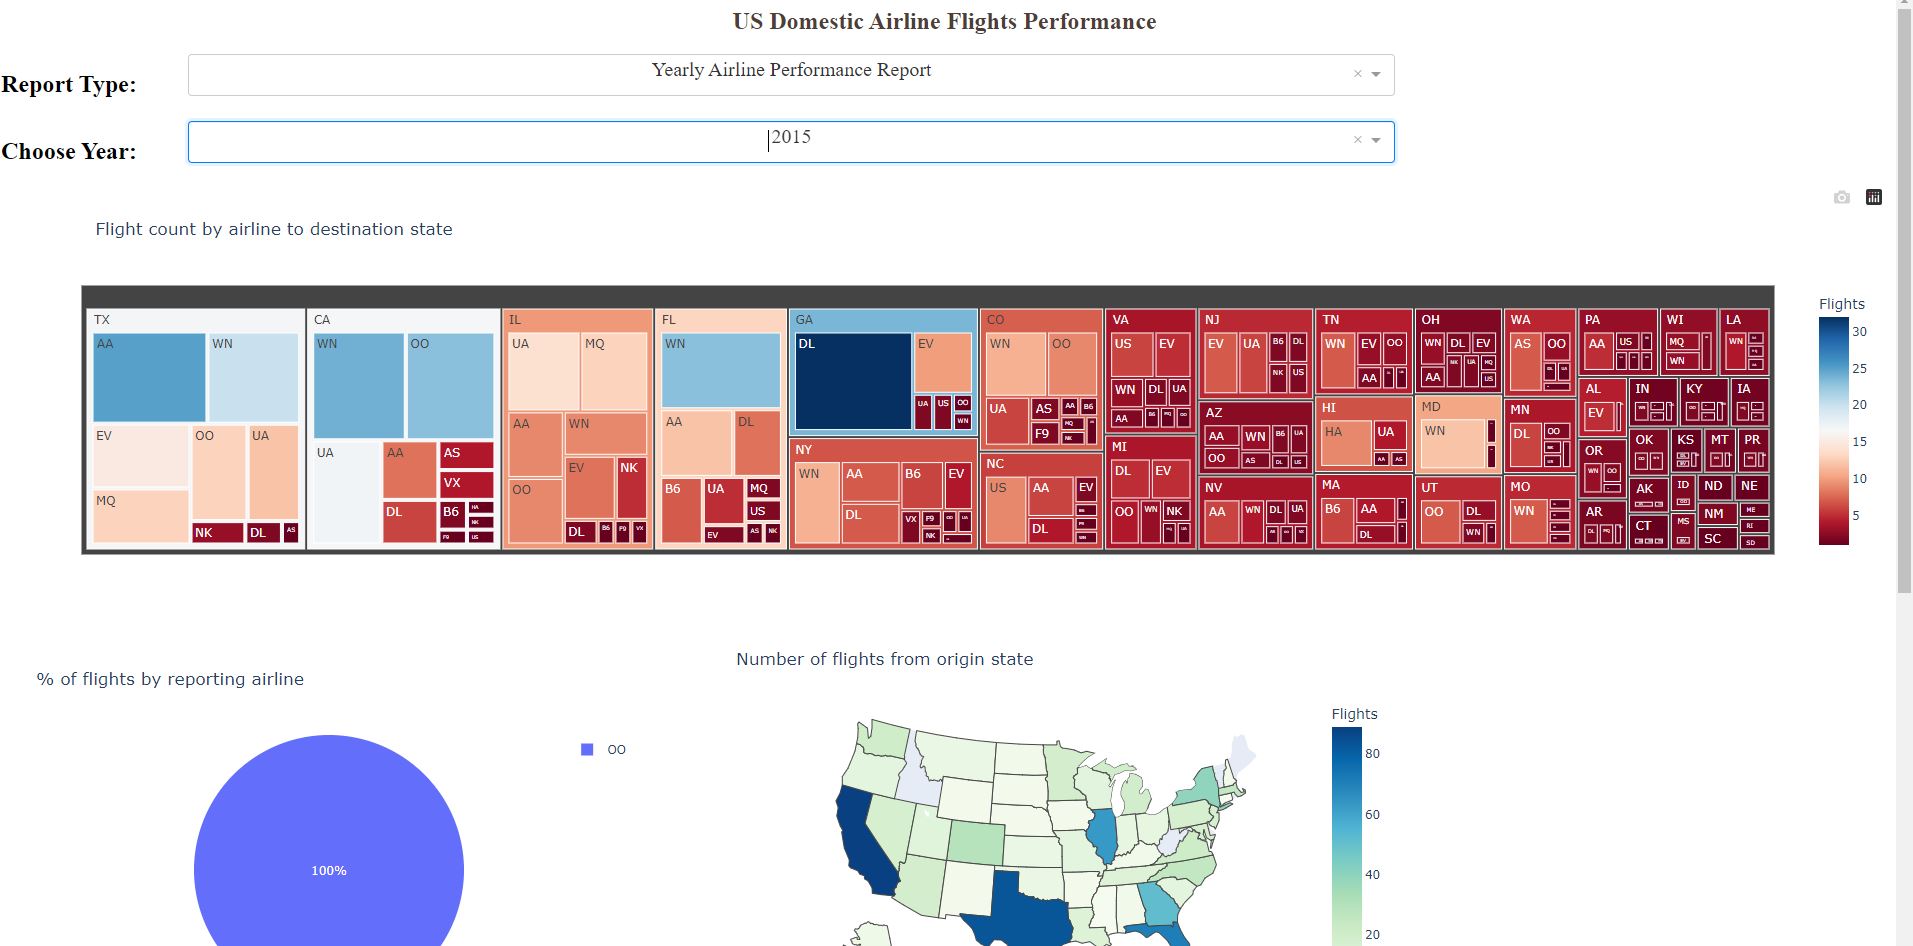 US Domestic Airline Flights Performance
Report Type:
Yearly Airline Performance Report
Choose Year:
2015
Flight count by airline to destination state
Flights
30
25
20
15
10
5
TX
AA
WN
EV
OO
UA
MQ
NK
DL
AS
CA
WN
OO
UA
AA
AS
VX
DL
B6
HA
NK
F9
US
IL
UA
MQ
AA
WN
EV
NK
OO
DL
B6
F9
VX
FL
WN
AA
DL
B6
UA
MQ
US
EV
AS
NK
GA
DL
EV
UA
US
OO
WN
NY
WN
AA
B6
EV
DL
VX
F9
OO
UA
NK
CO
WN
OO
UA
AS
AA
B6
F9
MQ
NK
NC
US
AA
EV
DL
VA
US
EV
WN
DL
UA
AA
B6
MQ
OO
MI
DL
EV
OO
WN
NK
MQ
UA
NJ
EV
UA
B6
DL
NK
US
AZ
AA
WN
B6
UA
OO
AS
DL
US
NV
AA
WN
DL
UA
TN
WN
EV
OO
AA
HI
HA
UA
AA
AS
MA
B6
AA
DL
OH
WN
DL
EV
AA
NK
UA
MQ
US
MD
WN
UT
OO
DL
WN
WA
AS
OO
DL
UA
MN
DL
OO
MO
WN
PA
AA
US
WI
MQ
WN
LA
WN
AL
EV
IN
KY
IA
OR
WN
OO
OK
KS
MT
PR
AK
ID
ND
NE
AR
DL
MQ
CT
MS
NM
SC
ME
RI
SD
% of flights by reporting airline
OO
100%
Number of flights from origin state
Flights
80
60
40
20